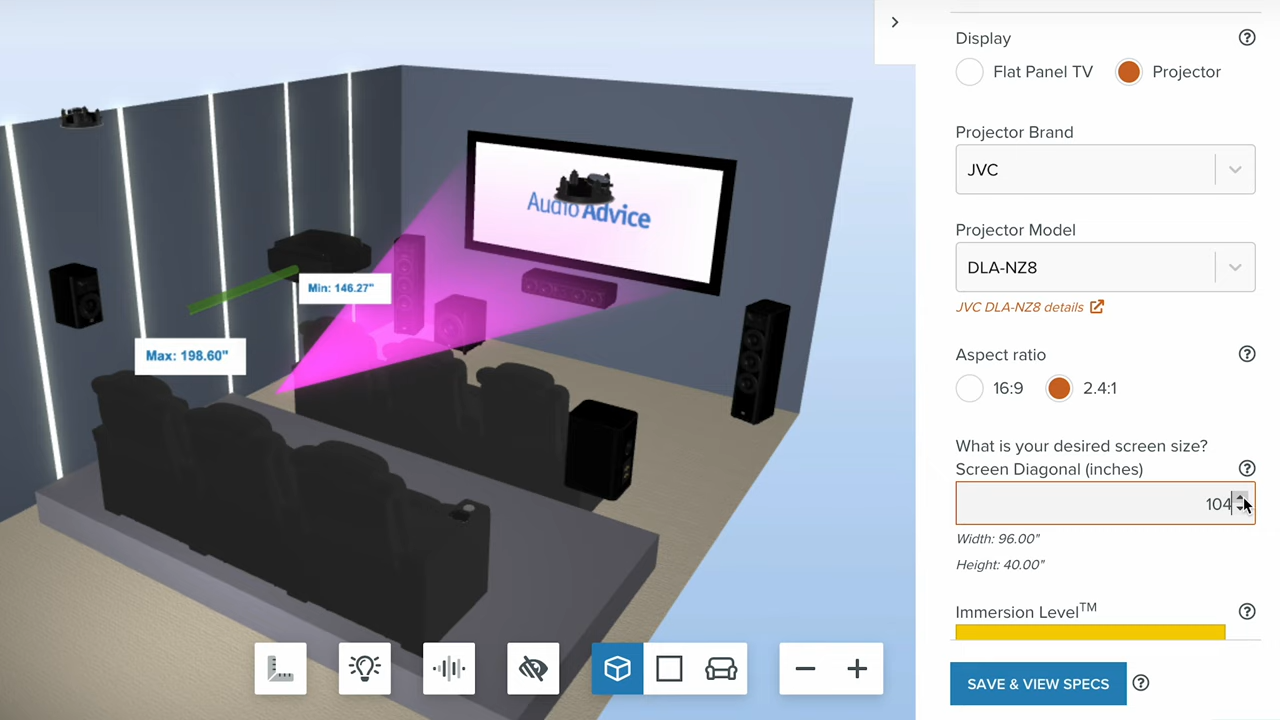 Audio Advice
Min: 146.27"
Max: 198.60"
Display
Flat Panel TV
Projector
Projector Brand
JVC
Projector Model
DLA-NZ8
JVC DLA-NZ8 details
Aspect ratio
16:9
2.4:1
What is your desired screen size?
Screen Diagonal (inches)
104
Width: 96.00"
Height: 40.00"
Immersion Level™
SAVE & VIEW SPECS